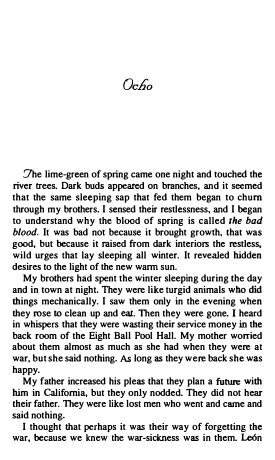 Ocho
The lime-green of spring came one night and touched the
river trees. Dark buds appeared on branches, and it seemed
that the same sleeping sap that fed them began to churn
through my brothers. I sensed their restlessness, and I began
to understand why the blood of spring is called the bad
blood. It was bad not because it brought growth, that was
good, but because it raised from dark interiors the restless,
wild urges that lay sleeping all winter. It revealed hidden
desires to the light of the new warm sun.
My brothers had spent the winter sleeping during the day
and in town at night. They were like turgid animals who did
things mechanically. I saw them only in the evening when
they rose to clean up and eat. Then they were gone. I heard
in whispers that they were wasting their service money in the
back room of the Eight Ball Pool Hall. My mother worried
about them almost as much as she had when they were at
war, but she said nothing. As long as they were back she was
happy.
My father increased his pleas that they plan a future with
him in California, but they only nodded. They did not hear
their father. They were like lost men who went and came and
said nothing.
I thought that perhaps it was their way of forgetting the
war, because we knew the war-sickness was in them. León